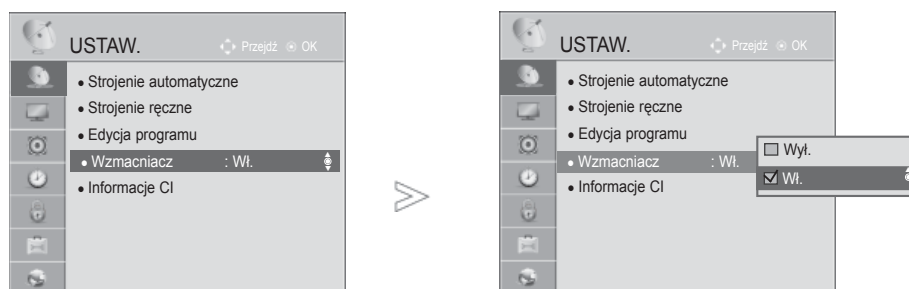 USTAW.
Przejdź OK
• Strojenie automatyczne
• Strojenie ręczne
• Edycja programu
• Wzmacniacz : Wł.
• Informacje CI
USTAW.
Przejdź OK
• Strojenie automatyczne
• Strojenie ręczne
• Edycja programu
• Wzmacniacz : Wł.
• Informacje CI
Wył.
Wł.